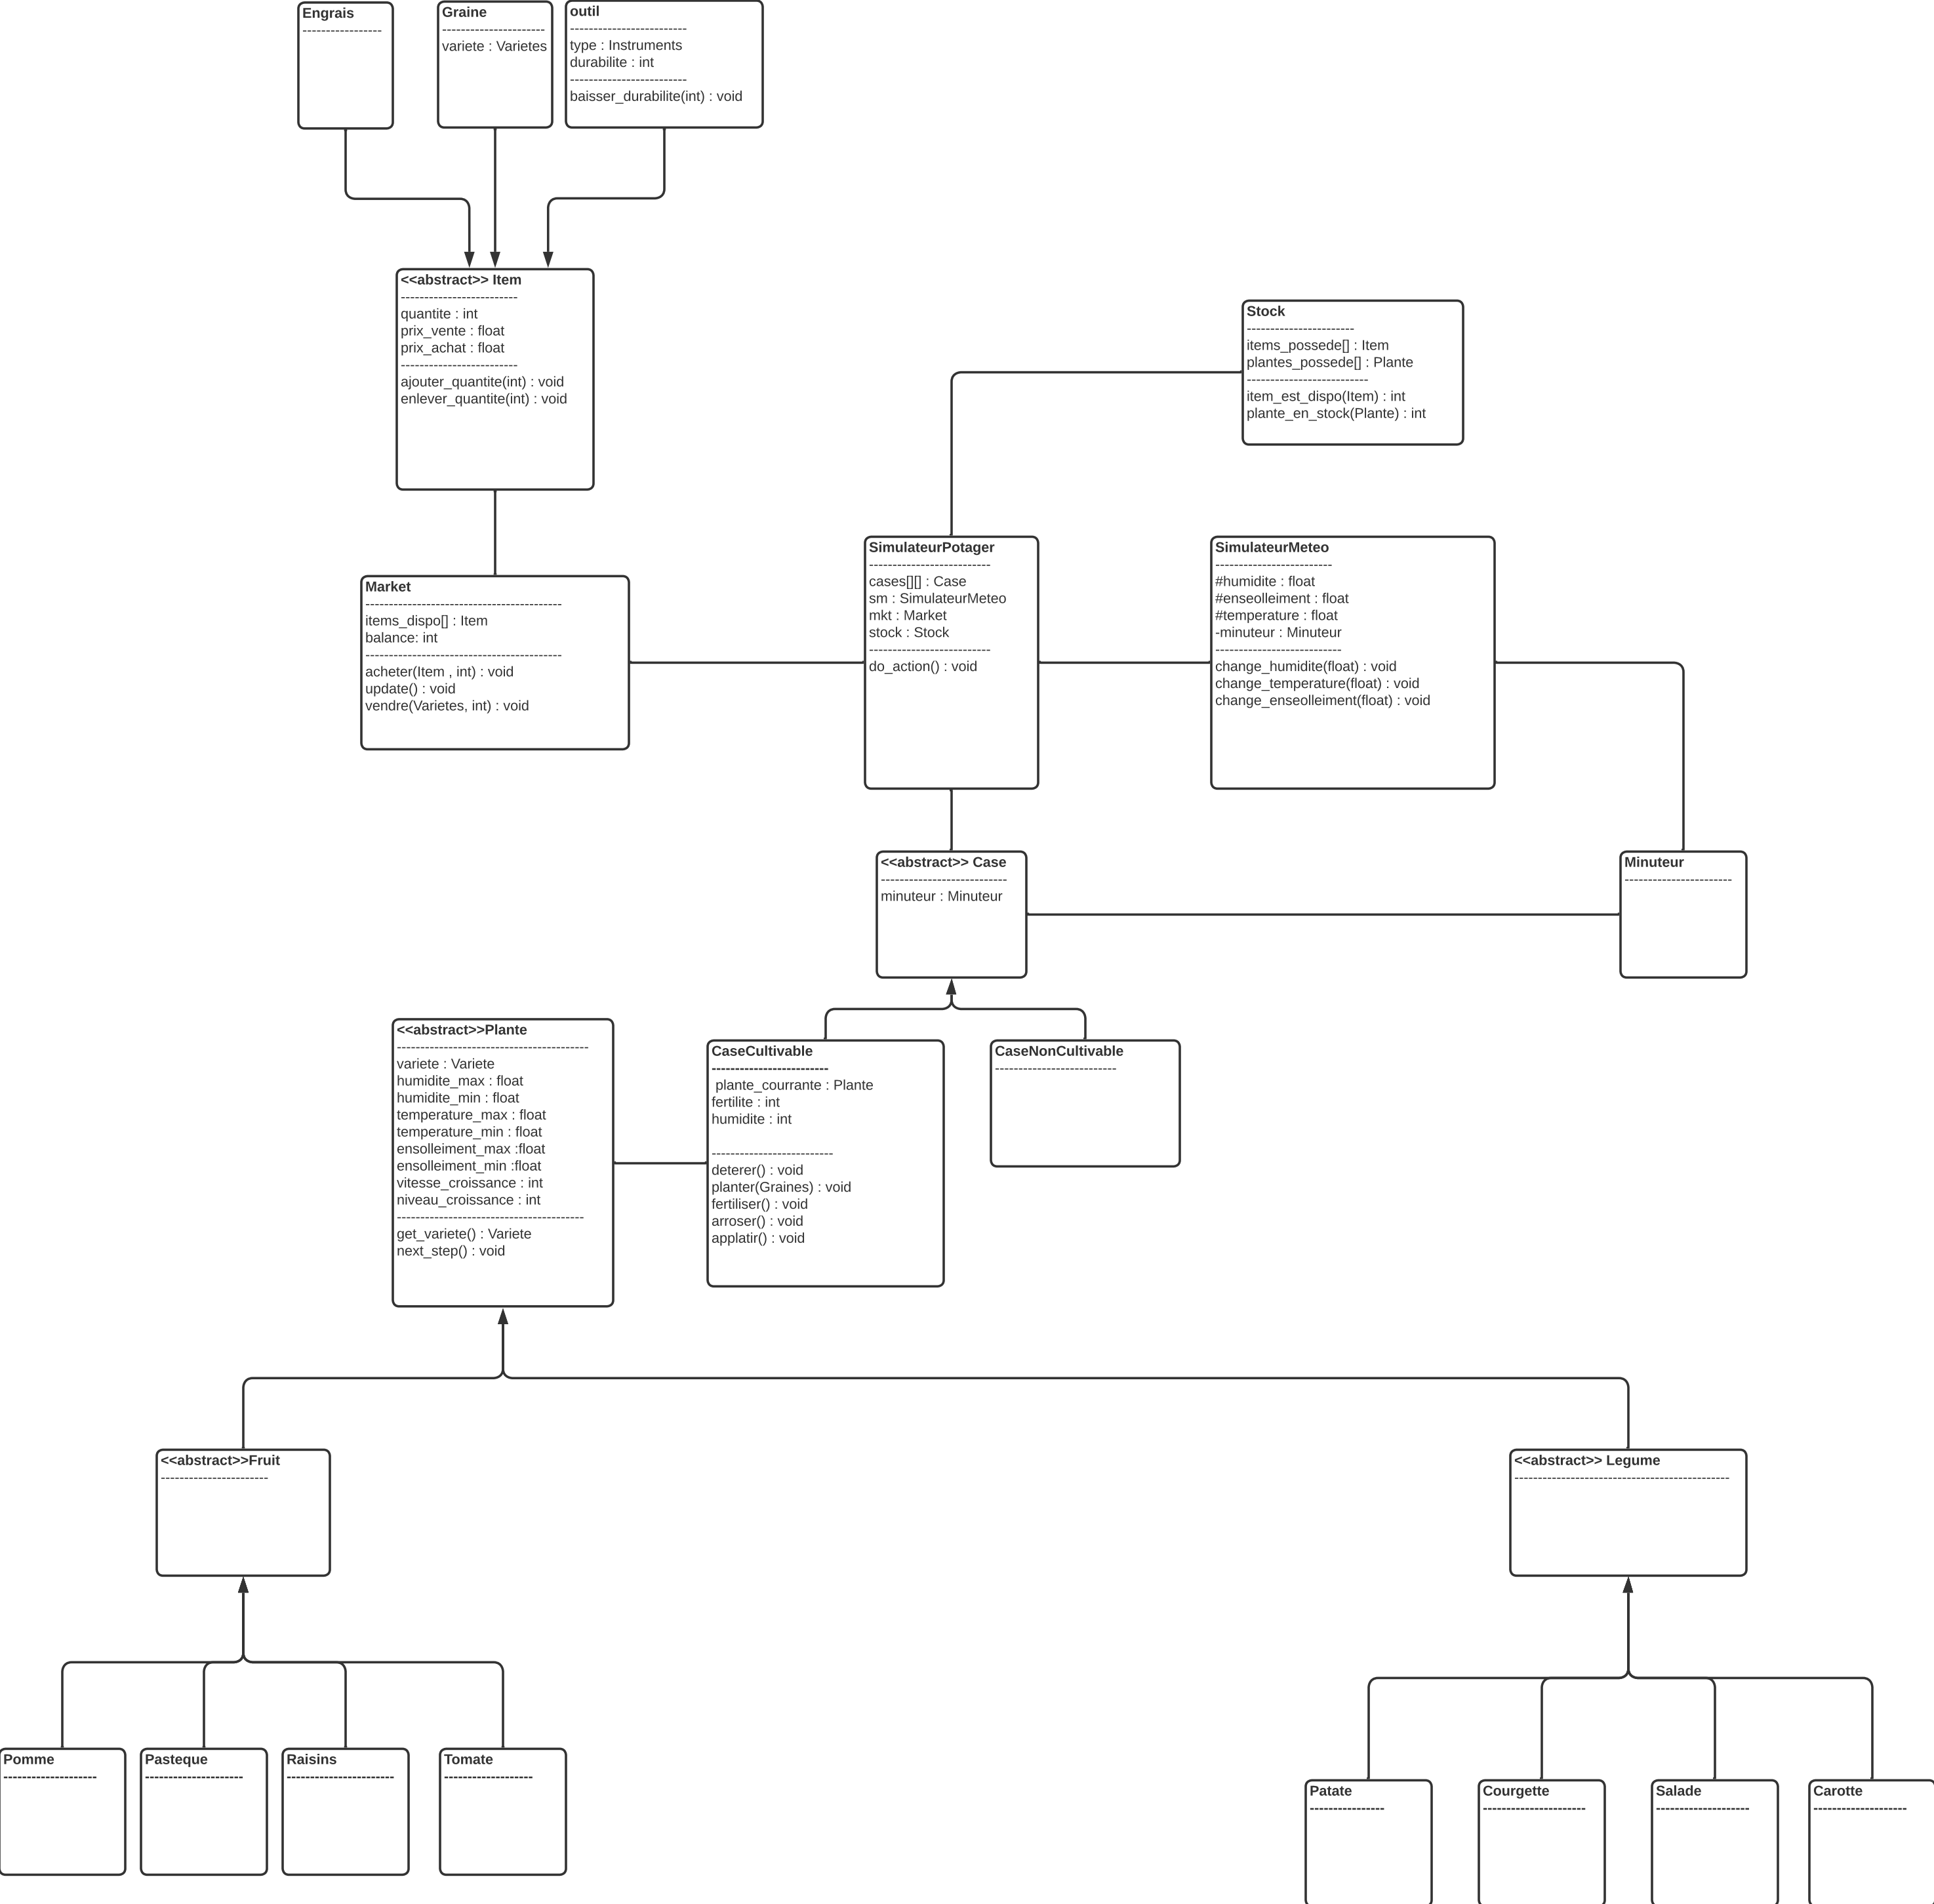 Engrais
-----------------
Graine
----------------------
variete : Varietes
outil
-------------------------
type : Instruments
durabilite : int
-------------------------
baisser_durabilite(int) : void
<<abstract>> Item
-------------------------
quantite : int
prix_vente : float
prix_achat : float
-------------------------
ajouter_quantite(int) : void
enlever_quantite(int) : void
Stock
-----------------------
items_possede[] : Item
plantes_possede[] : Plante
--------------------------
item_est_dispo(Item) : int
plante_en_stock(Plante) : int
Market
------------------------------------------
items_dispo[] : Item
balance: int
------------------------------------------
acheter(Item , int) : void
update() : void
vendre(Varietes, int) : void
SimulateurPotager
--------------------------
cases[][] : Case
sm : SimulateurMeteo
mkt : Market
stock : Stock
--------------------------
do_action() : void
SimulateurMeteo
-------------------------
#humidite : float
#enseolleiment : float
#temperature : float
-minuteur : Minuteur
---------------------------
change_humidite(float) : void
change_temperature(float) : void
change_enseolleiment(float) : void
<<abstract>> Case
---------------------------
minuteur : Minuteur
Minuteur
-----------------------
<<abstract>>Plante
-----------------------------------------
variete : Variete
humidite_max : float
humidite_min : float
temperature_max : float
temperature_min : float
ensolleiment_max :float
ensolleiment_min :float
vitesse_croissance : int
niveau_croissance : int
----------------------------------------
get_variete() : Variete
next_step() : void
CaseCultivable
-------------------------
plante_courrante : Plante
fertilite : int
humidite : int
--------------------------
deterer() : void
planter(Graines) : void
fertiliser() : void
arroser() : void
applatir() : void
CaseNonCultivable
--------------------------
<<abstract>>Fruit
-----------------------
<<abstract>> Legume
----------------------------------------------
Pomme
--------------------
Pasteque
---------------------
Raisins
-----------------------
Tomate
-------------------
Patate
----------------
Courgette
----------------------
Salade
--------------------
Carotte
--------------------